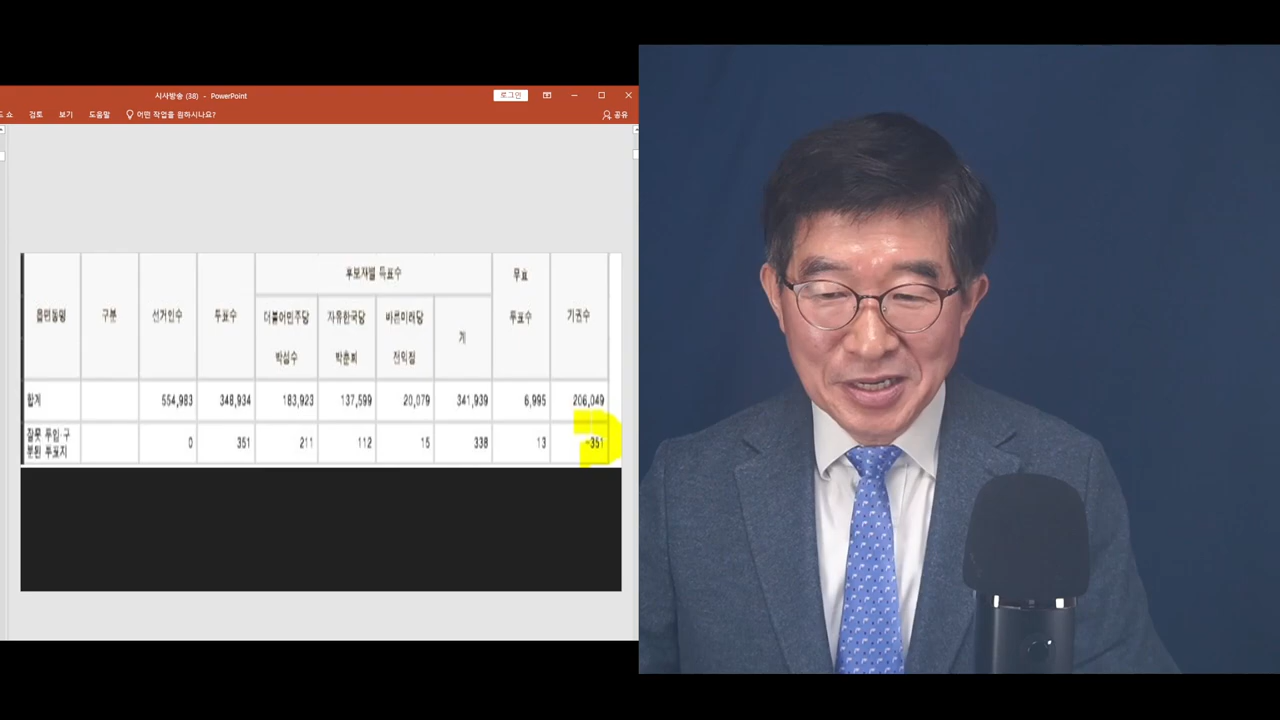 시사방송 (38) - PowerPoint
로그인
드 쇼 검토 보기 도움말 어떤 작업을 원하시나요? 공유
읍면동명 구분 선거인수 투표수 후보자별 득표수 무효 투표수 기권수
더불어민주당 박성수 자유한국당 박춘희 바른미래당 계
합계 554,983 348,934 183,923 137,599 20,079 341,939 6,995 206,049
잘못 투입·구분된 투표지 0 351 211 112 15 338 13 -351